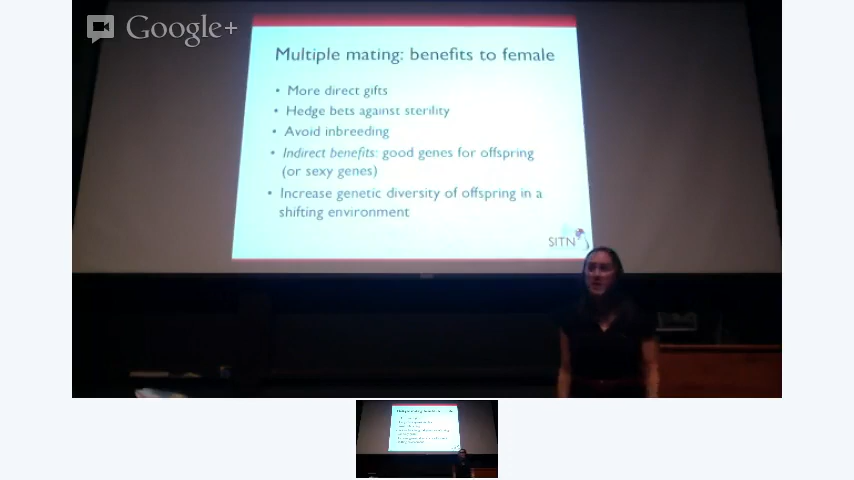 Google+
Multiple mating: benefits to female
• More direct gifts
• Hedge bets against sterility
• Avoid inbreeding
• Indirect benefits: good genes for offspring
(or sexy genes)
• Increase genetic diversity of offspring in a
shifting environment
SITN